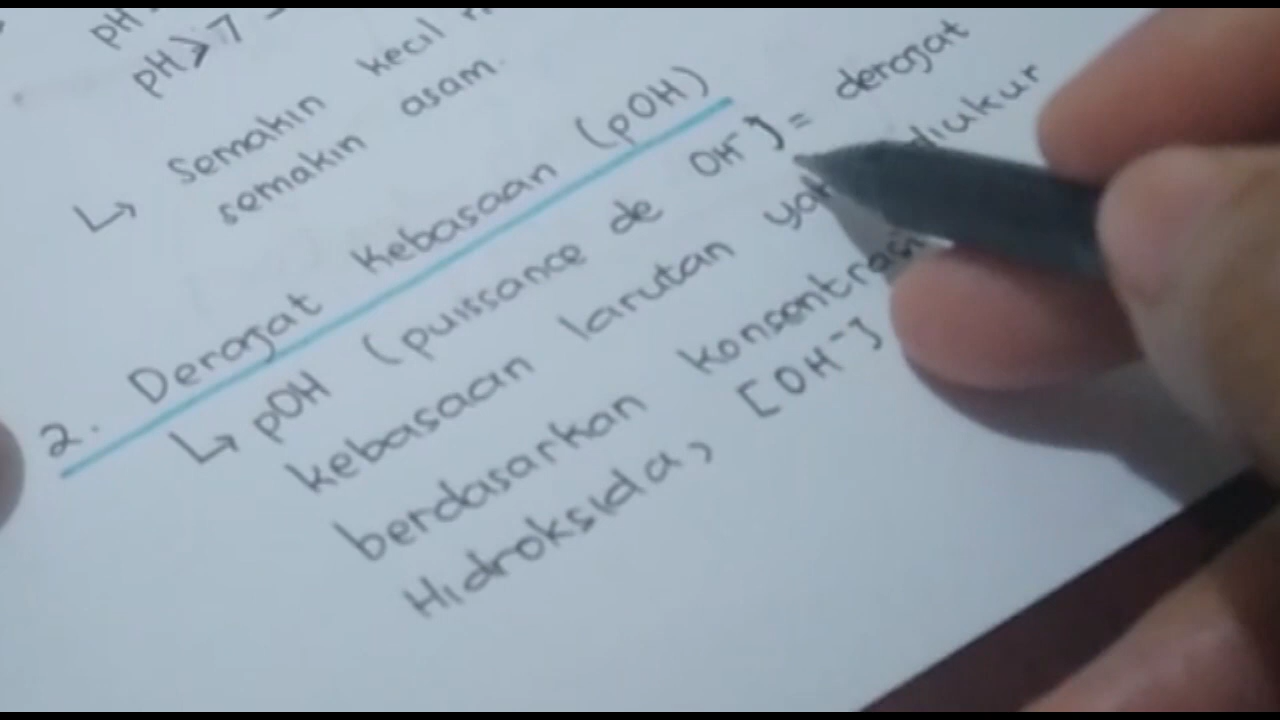 pH
pH > 7 -
↳ Semakin kecil
semakin asam.
2. Derajat Kebasaan (pOH)
↳ pOH (puissance de OH⁻] = derajat
kebasaan larutan diukur
berdasarkan konsentrasi
Hidroksida, [OH⁻]